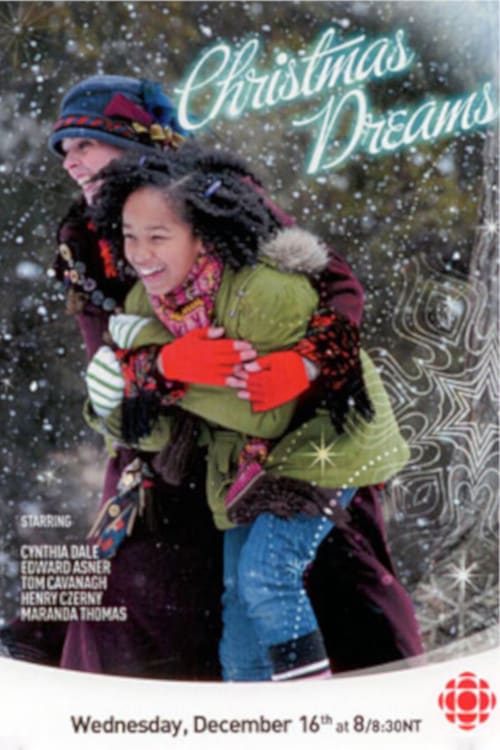 Christmas
Dreams
STARRING
CYNTHIA DALE
EDWARD ASNER
TOM CAVANAGH
HENRY CZERNY
MARANDA THOMAS
Wednesday, December 16th at 8/8:30NT